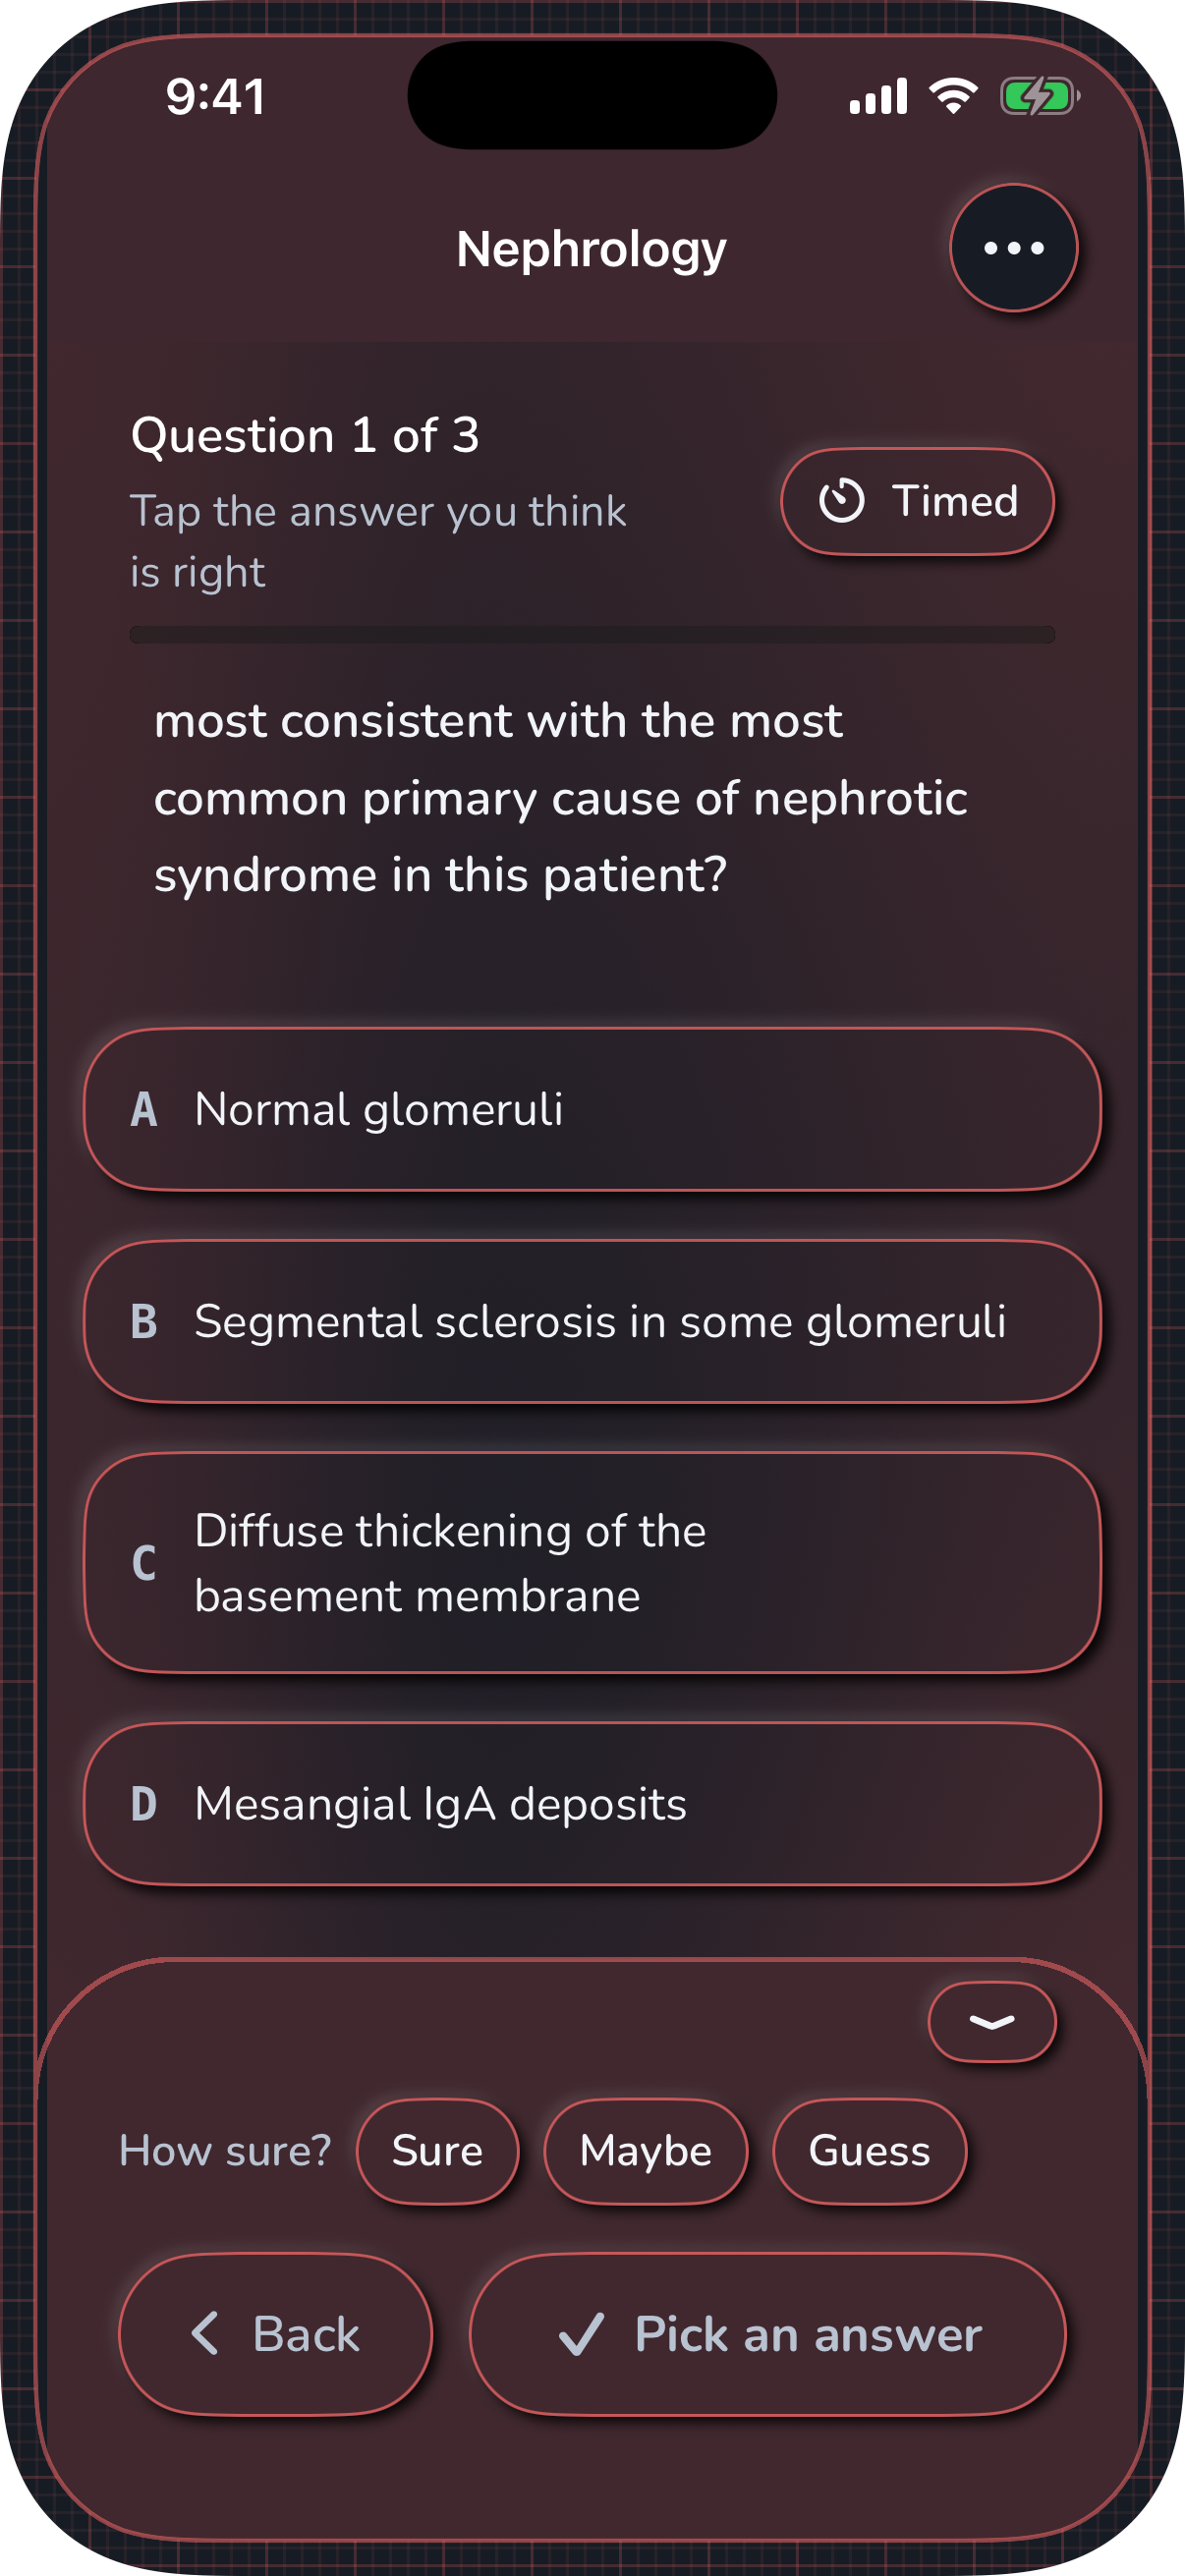 9:41
Nephrology
Question 1 of 3
Tap the answer you think
is right
Timed
most consistent with the most
common primary cause of nephrotic
syndrome in this patient?
A Normal glomeruli
B Segmental sclerosis in some glomeruli
C Diffuse thickening of the
basement membrane
D Mesangial IgA deposits
How sure? Sure Maybe Guess
Back Pick an answer